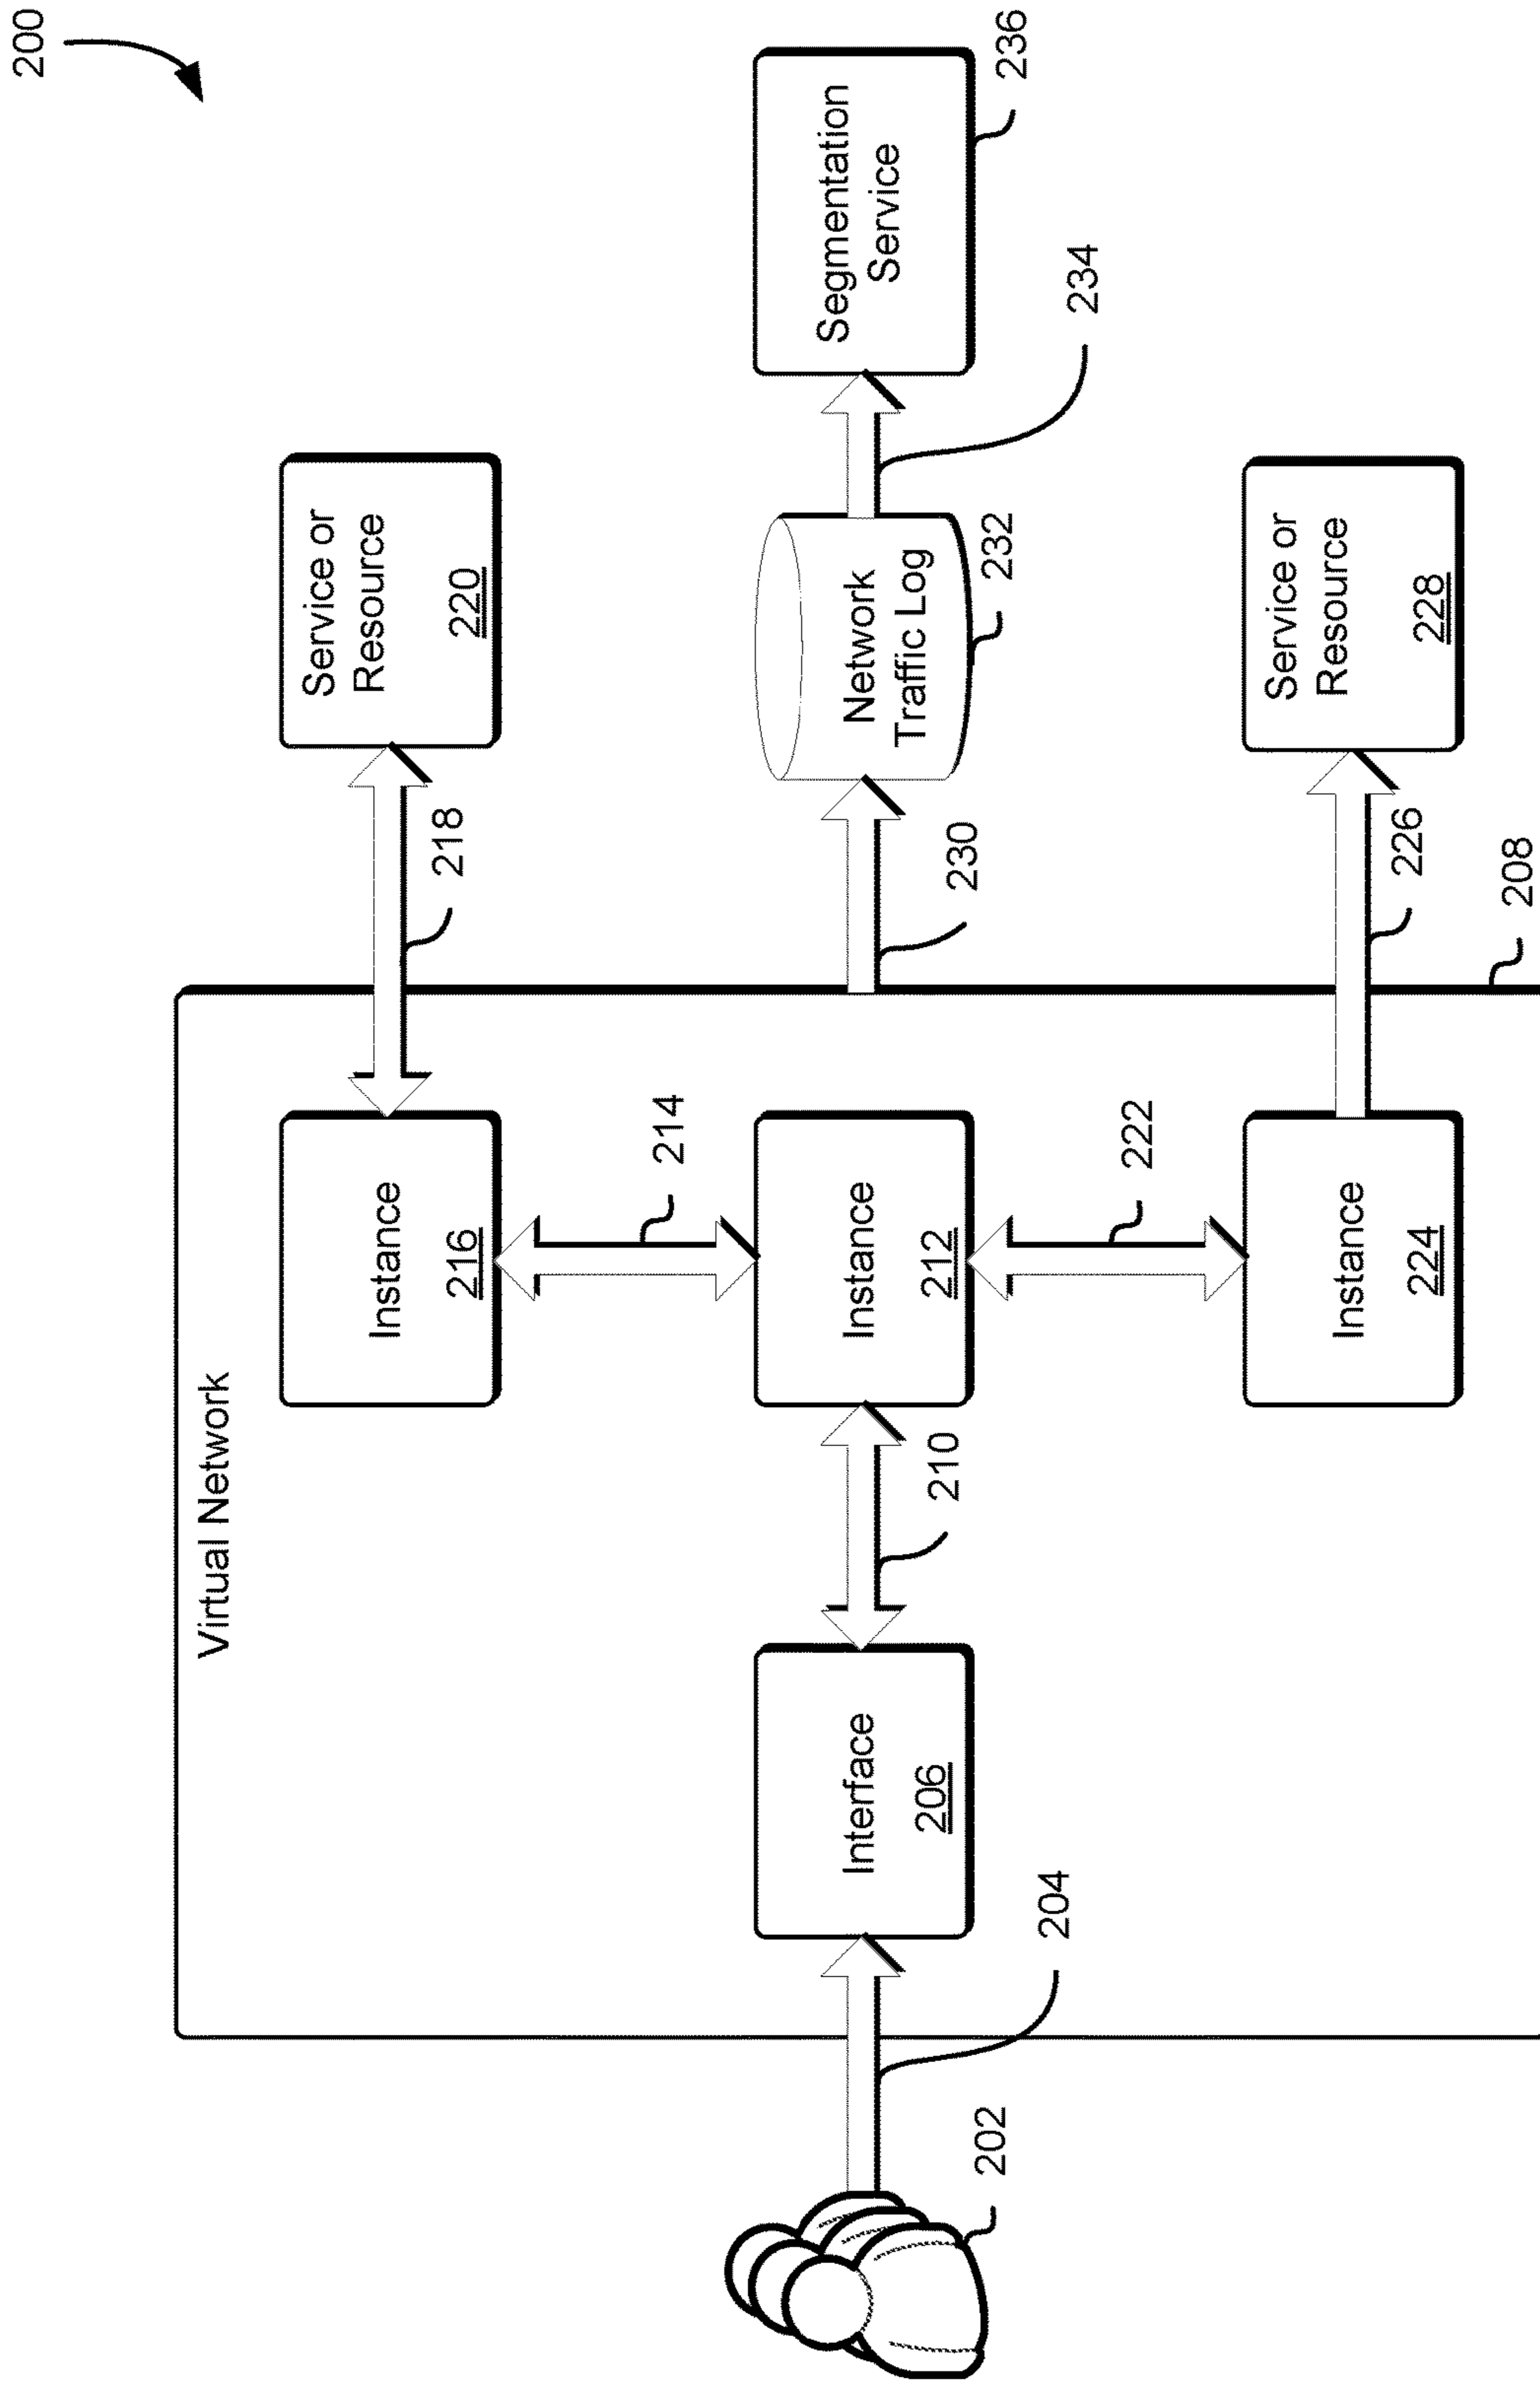 200
Virtual Network
Instance
216
218
Service or
Resource
220
214
202
204
Interface
206
210
Instance
212
230
Network
Traffic Log
232
234
Segmentation
Service
236
222
Instance
224
226
Service or
Resource
228
208